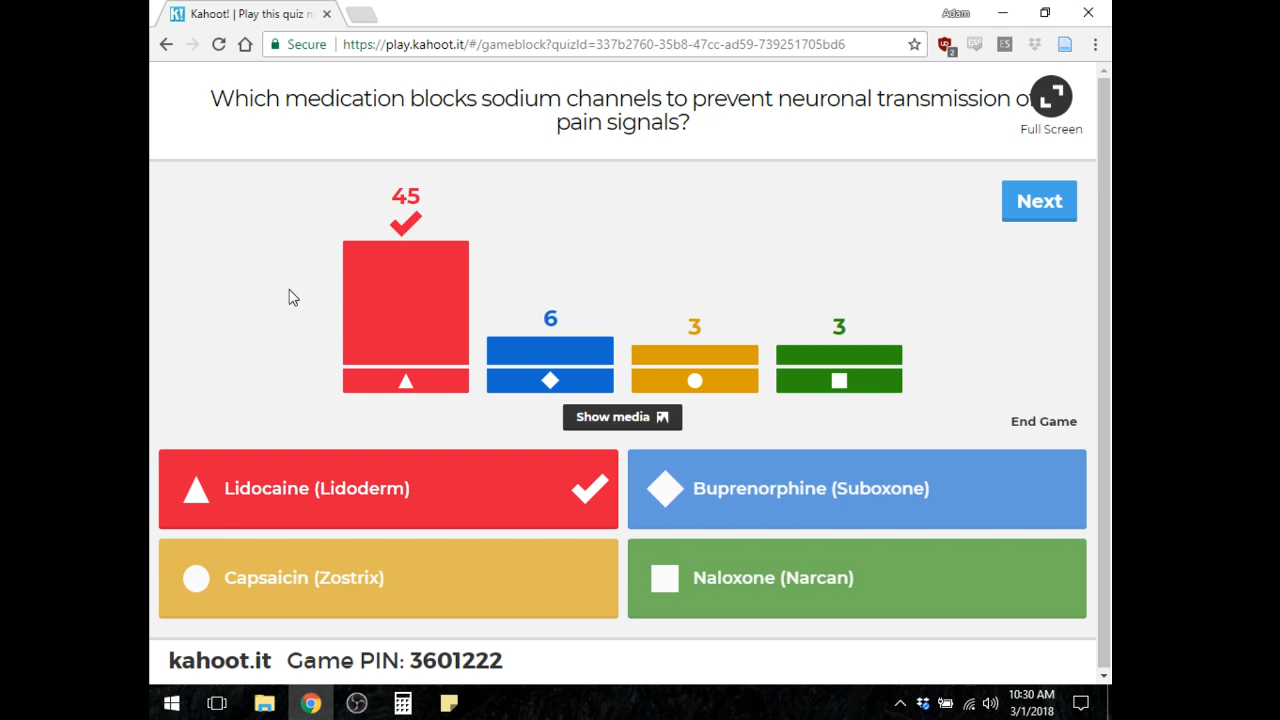 Kahoot! | Play this quiz n
Adam
Secure
https://play.kahoot.it/#/gameblock?quizId=337b2760-35b8-47cc-ad59-739251705bd6
2
ES
Which medication blocks sodium channels to prevent neuronal transmission of
pain signals?
Full Screen
45
Next
6
3
3
Show media
End Game
Lidocaine (Lidoderm)
Buprenorphine (Suboxone)
Capsaicin (Zostrix)
Naloxone (Narcan)
kahoot.it Game PIN: 3601222
10:30 AM
3/1/2018